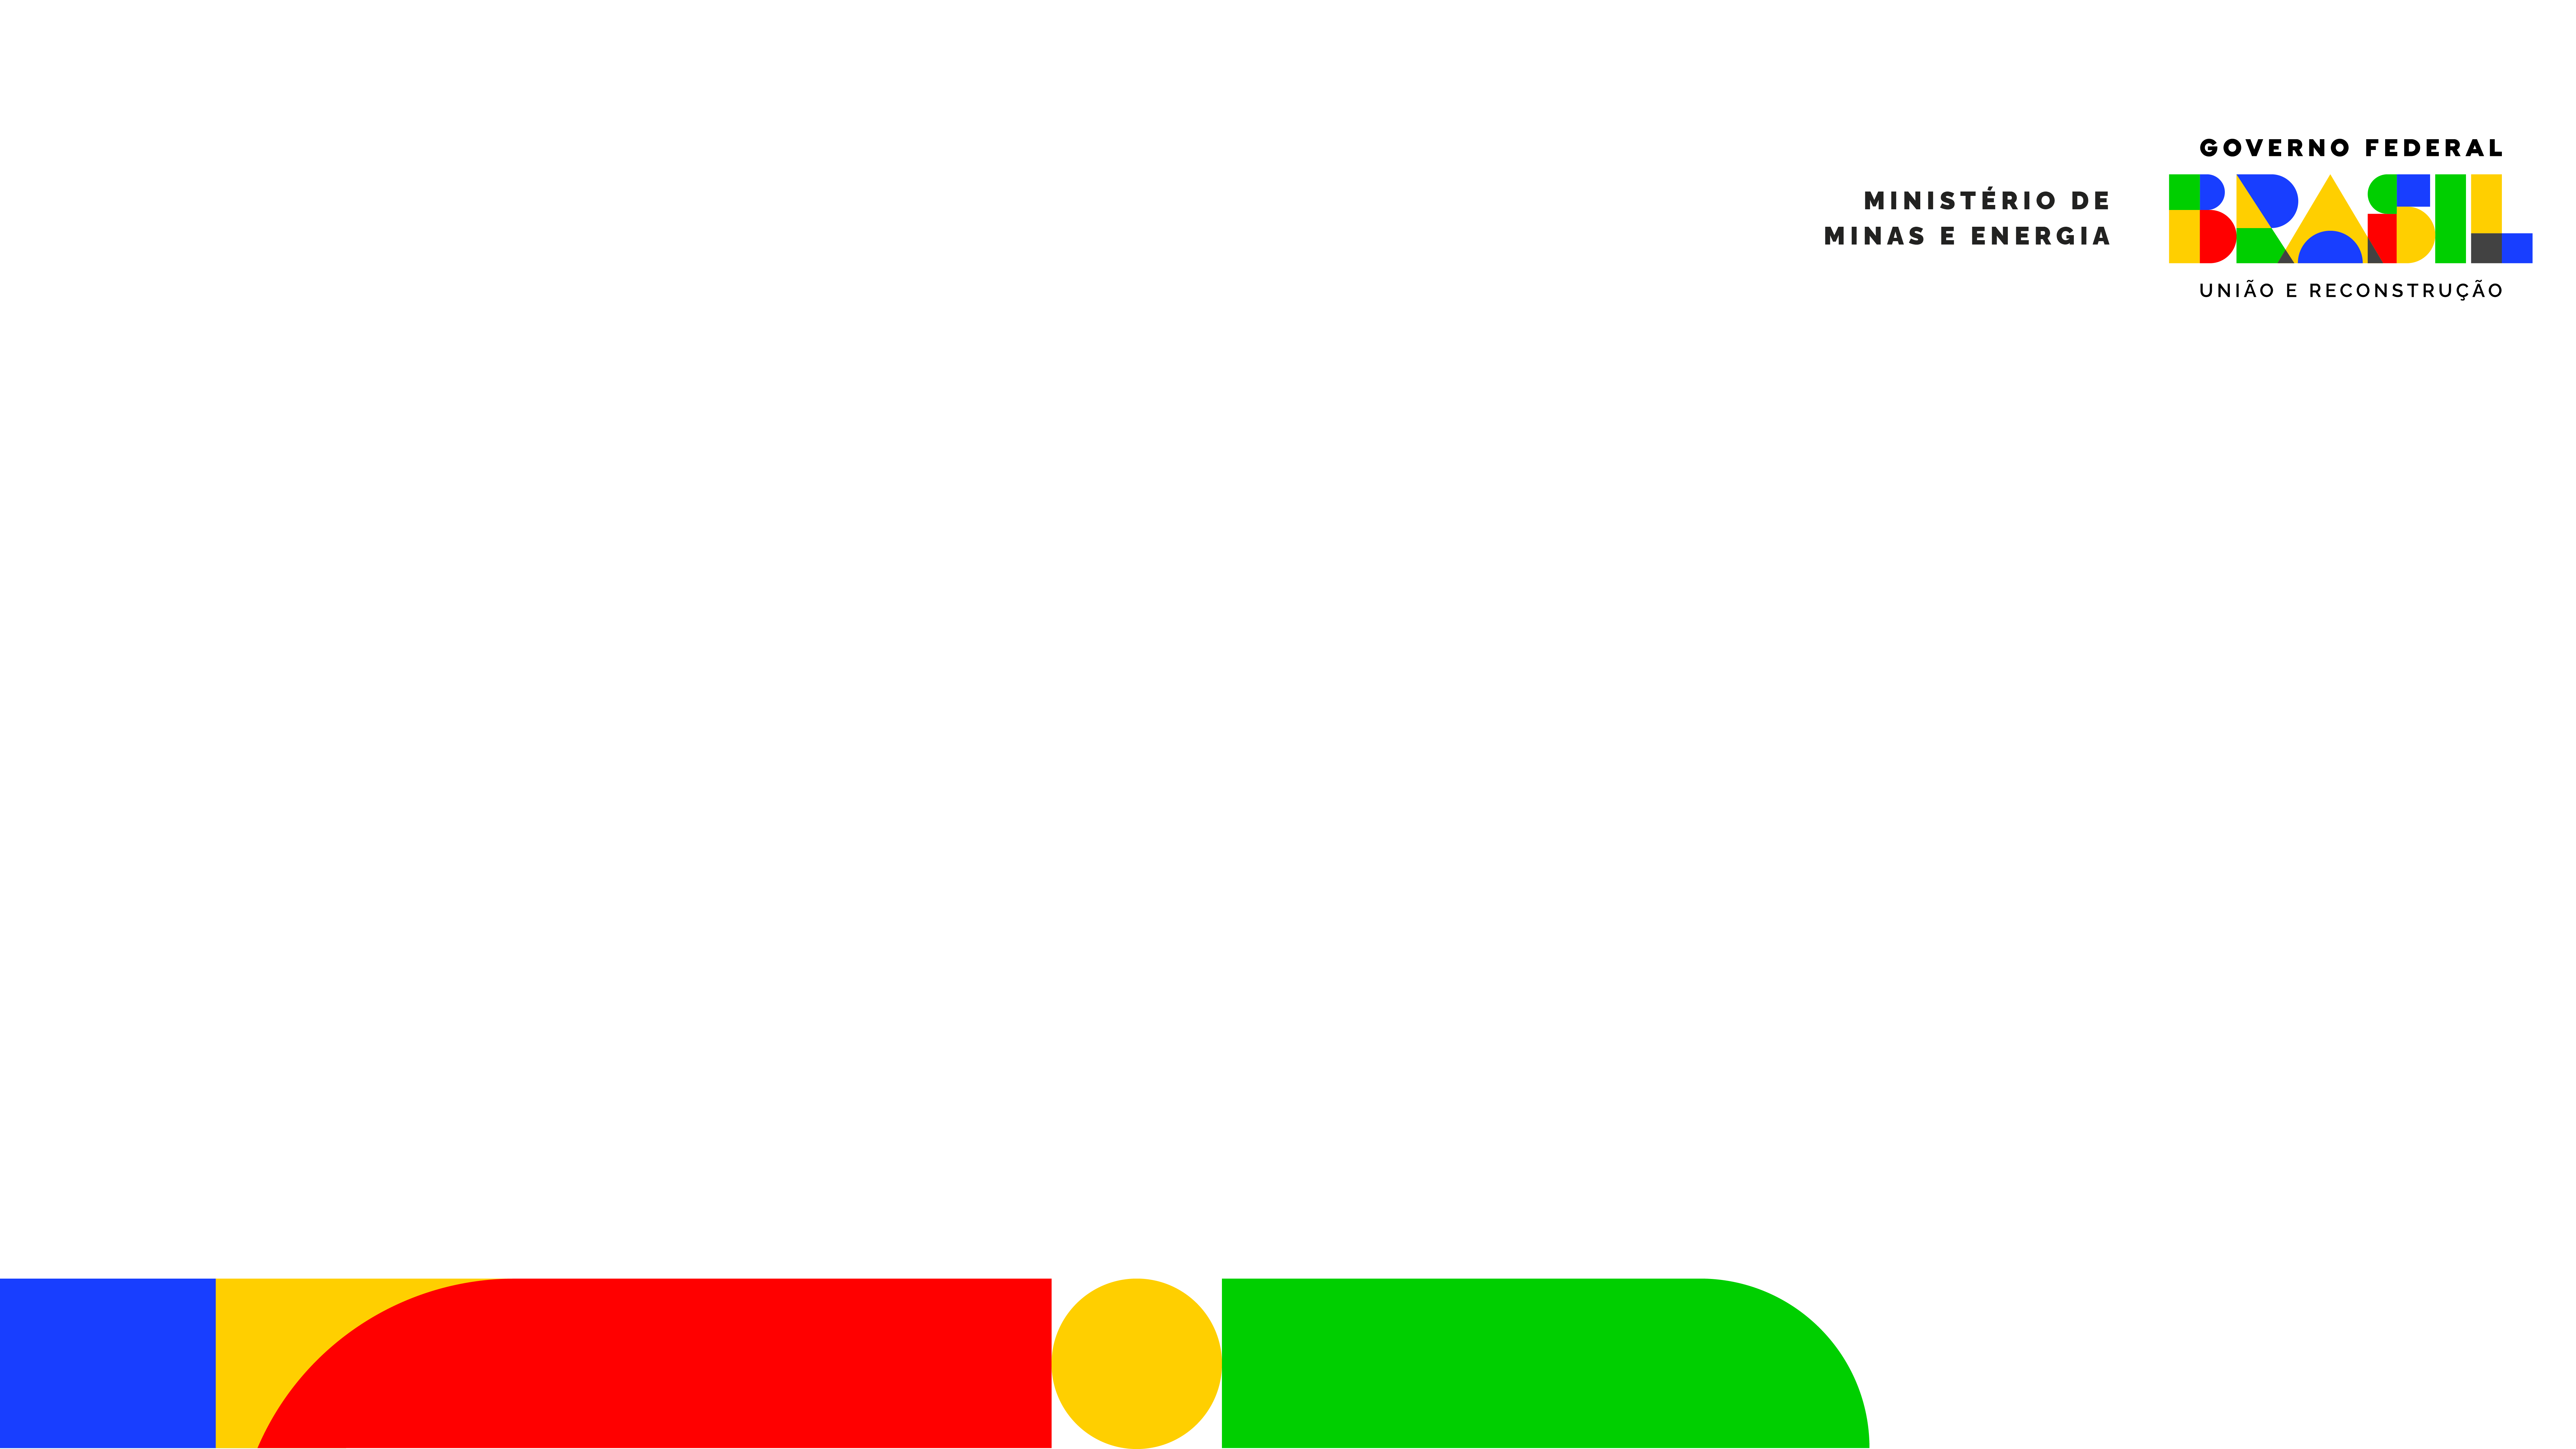 MINISTÉRIO DE
MINAS E ENERGIA
GOVERNO FEDERAL
BRASIL
UNIÃO E RECONSTRUÇÃO